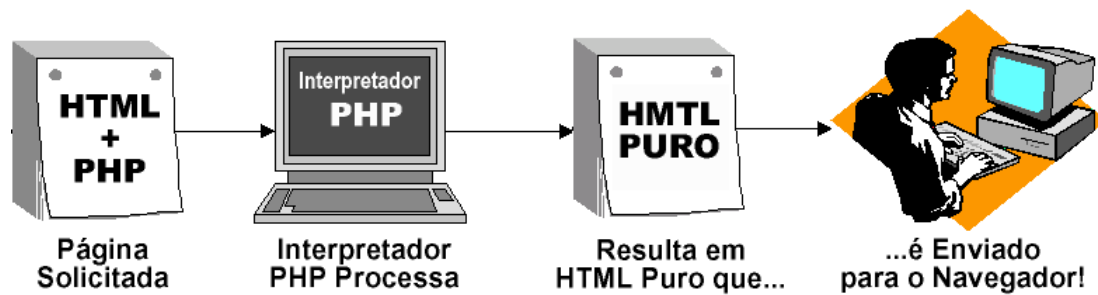 HTML
+
PHP
Página
Solicitada
Interpretador
PHP
Interpretador
PHP Processa
HMTL
PURO
Resulta em
HTML Puro que...
...é Enviado
para o Navegador!